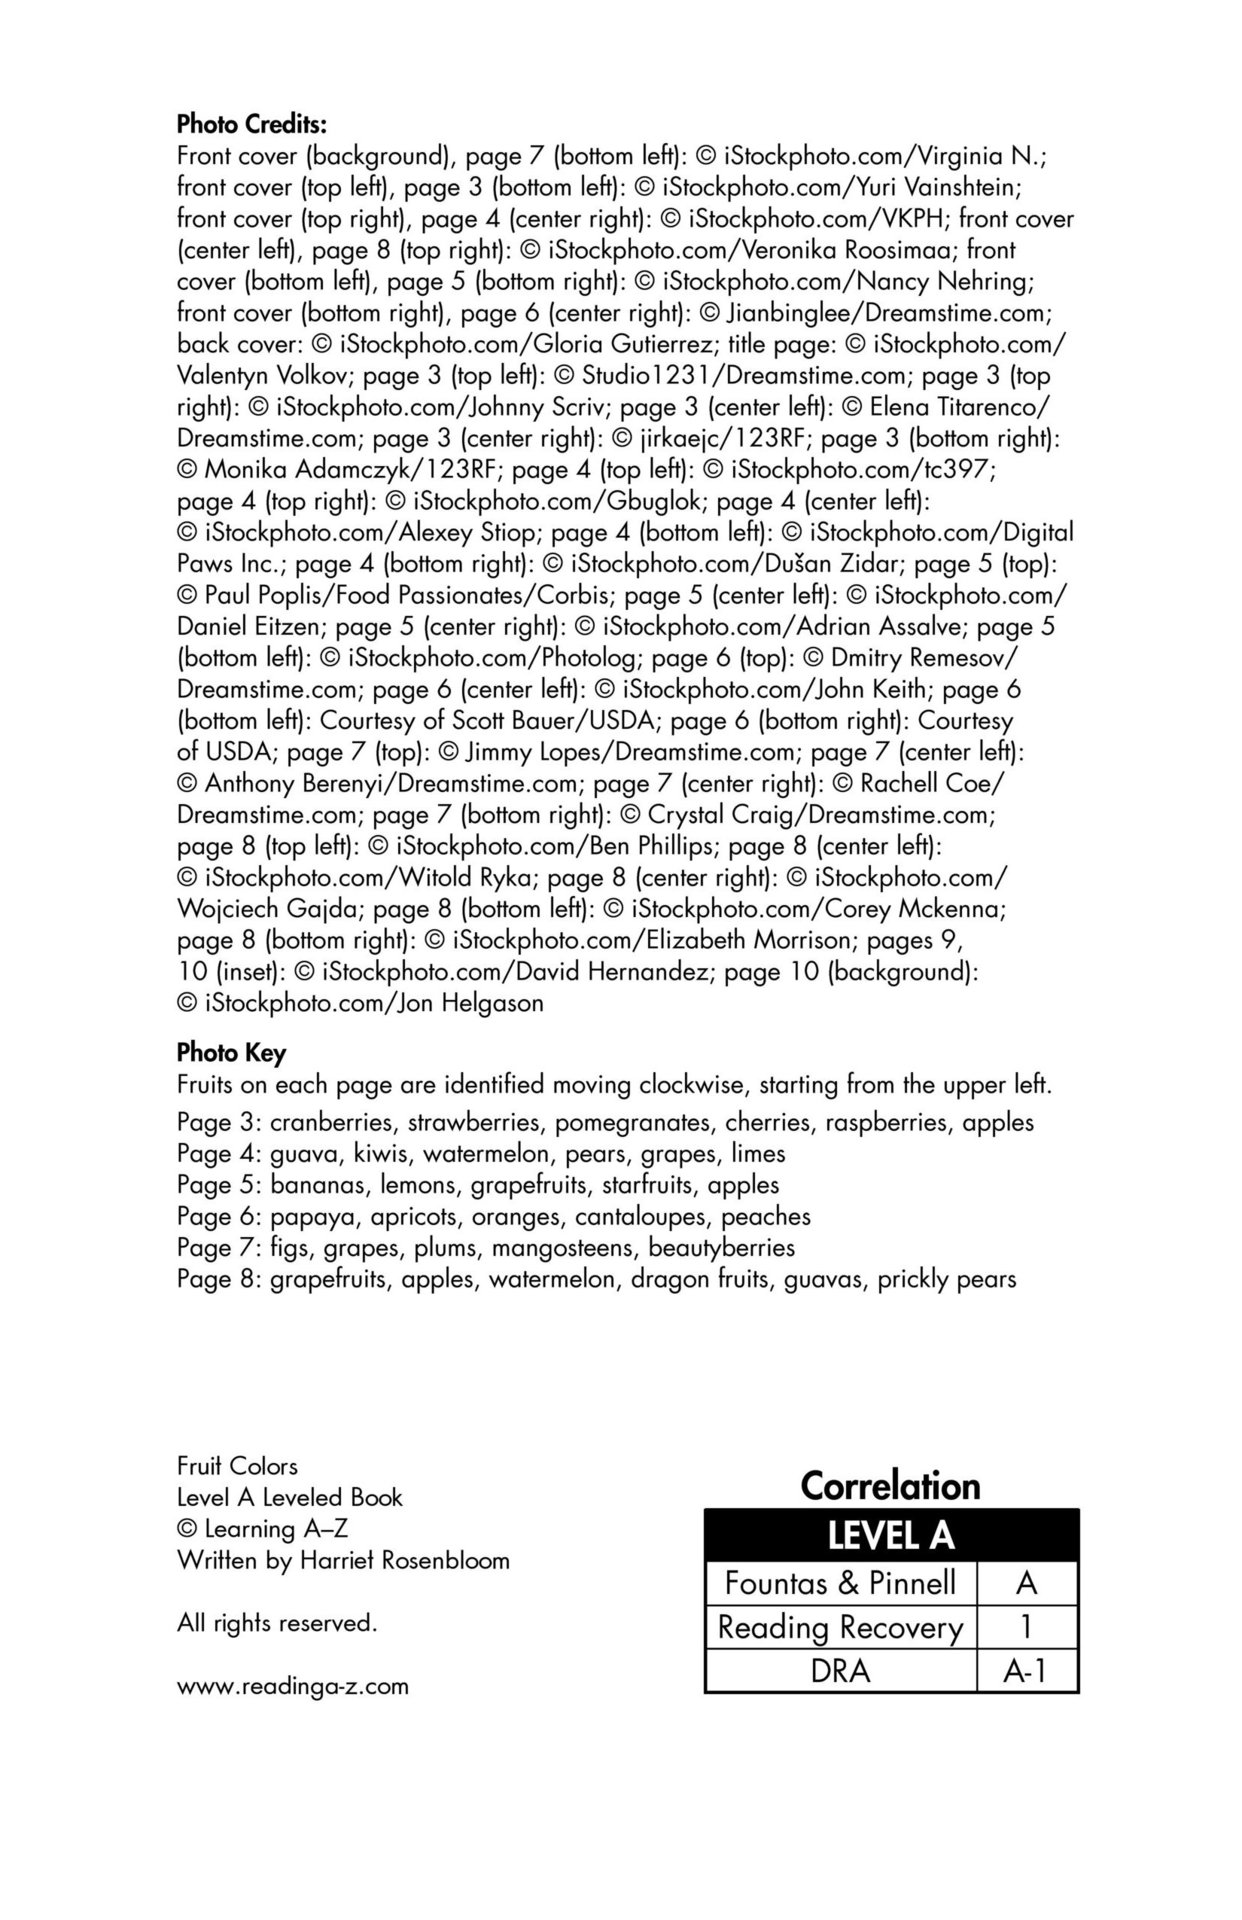 Photo Credits:
Front cover (background), page 7 (bottom left): © iStockphoto.com/Virginia N.;
front cover (top left), page 3 (bottom left): © iStockphoto.com/Yuri Vainshtein;
front cover (top right), page 4 (center right): © iStockphoto.com/VKPH; front cover
(center left), page 8 (top right): © iStockphoto.com/Veronika Roosimaa; front
cover (bottom left), page 5 (bottom right): © iStockphoto.com/Nancy Nehring;
front cover (bottom right), page 6 (center right): © Jianbinglee/Dreamstime.com;
back cover: © iStockphoto.com/Gloria Gutierrez; title page: © iStockphoto.com/
Valentyn Volkov; page 3 (top left): © Studio1231/Dreamstime.com; page 3 (top
right): © iStockphoto.com/Johnny Scriv; page 3 (center left): © Elena Titarenco/
Dreamstime.com; page 3 (center right): © jirkaejc/123RF; page 3 (bottom right):
© Monika Adamczyk/123RF; page 4 (top left): © iStockphoto.com/tc397;
page 4 (top right): © iStockphoto.com/Gbuglok; page 4 (center left):
© iStockphoto.com/Alexey Stiop; page 4 (bottom left): © iStockphoto.com/Digital
Paws Inc.; page 4 (bottom right): © iStockphoto.com/Dušan Zidar; page 5 (top):
© Paul Poplis/Food Passionates/Corbis; page 5 (center left): © iStockphoto.com/
Daniel Eitzen; page 5 (center right): © iStockphoto.com/Adrian Assalve; page 5
(bottom left): © iStockphoto.com/Photolog; page 6 (top): © Dmitry Remesov/
Dreamstime.com; page 6 (center left): © iStockphoto.com/John Keith; page 6
(bottom left): Courtesy of Scott Bauer/USDA; page 6 (bottom right): Courtesy
of USDA; page 7 (top): © Jimmy Lopes/Dreamstime.com; page 7 (center left):
© Anthony Berenyi/Dreamstime.com; page 7 (center right): © Rachell Coe/
Dreamstime.com; page 7 (bottom right): © Crystal Craig/Dreamstime.com;
page 8 (top left): © iStockphoto.com/Ben Phillips; page 8 (center left):
© iStockphoto.com/Witold Ryka; page 8 (center right): © iStockphoto.com/
Wojciech Gajda; page 8 (bottom left): © iStockphoto.com/Corey Mckenna;
page 8 (bottom right): © iStockphoto.com/Elizabeth Morrison; pages 9,
10 (inset): © iStockphoto.com/David Hernandez; page 10 (background):
© iStockphoto.com/Jon Helgason
Photo Key
Fruits on each page are identified moving clockwise, starting from the upper left.
Page 3: cranberries, strawberries, pomegranates, cherries, raspberries, apples
Page 4: guava, kiwis, watermelon, pears, grapes, limes
Page 5: bananas, lemons, grapefruits, starfruits, apples
Page 6: papaya, apricots, oranges, cantaloupes, peaches
Page 7: figs, grapes, plums, mangosteens, beautyberries
Page 8: grapefruits, apples, watermelon, dragon fruits, guavas, prickly pears
Fruit Colors
Level A Leveled Book
© Learning A–Z
Written by Harriet Rosenbloom
All rights reserved.
www.readinga-z.com
Correlation
LEVEL A
Fountas & Pinnell A
Reading Recovery 1
DRA A-1